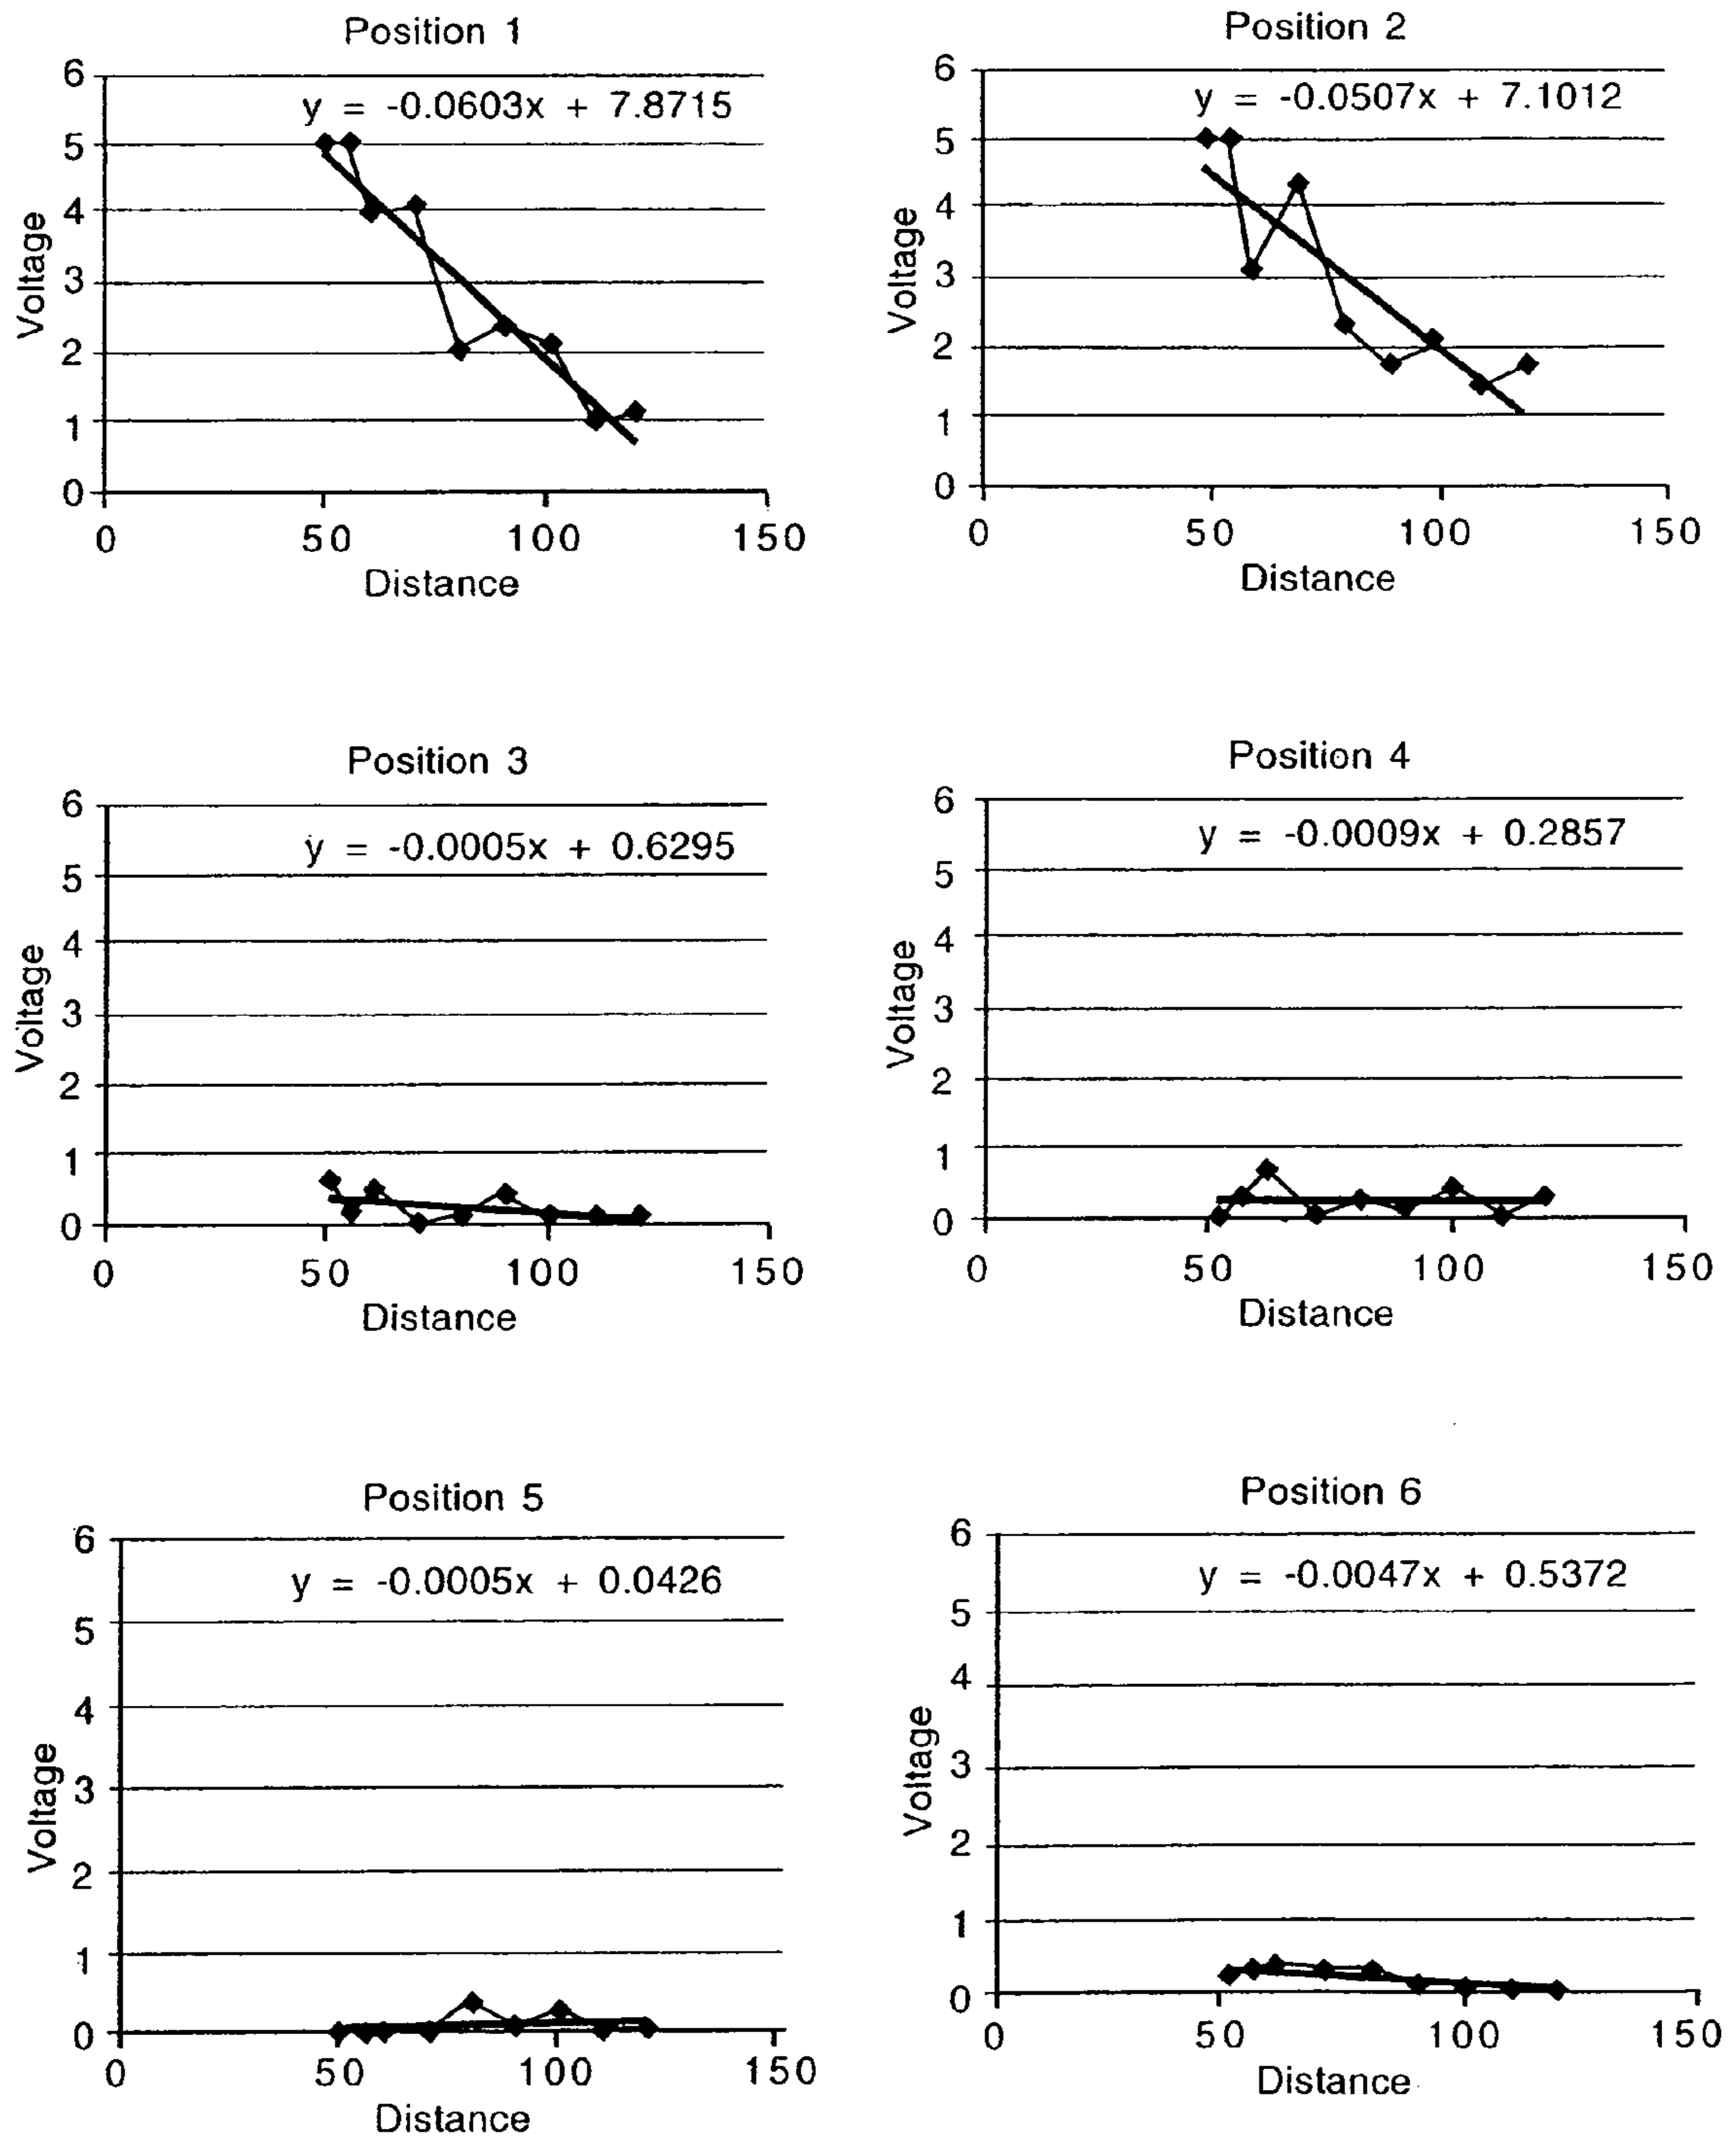 Position 1
y = -0.0603x + 7.8715
6
5
4
3
2
1
0
Voltage
0 50 100 150
Distance
Position 2
y = -0.0507x + 7.1012
6
5
4
3
2
1
0
Voltage
0 50 100 150
Distance
Position 3
y = -0.0005x + 0.6295
6
5
4
3
2
1
0
Voltage
0 50 100 150
Distance
Position 4
y = -0.0009x + 0.2857
6
5
4
3
2
1
0
Voltage
0 50 100 150
Distance
Position 5
y = -0.0005x + 0.0426
6
5
4
3
2
1
0
Voltage
0 50 100 150
Distance
Position 6
y = -0.0047x + 0.5372
6
5
4
3
2
1
0
Voltage
0 50 100 150
Distance